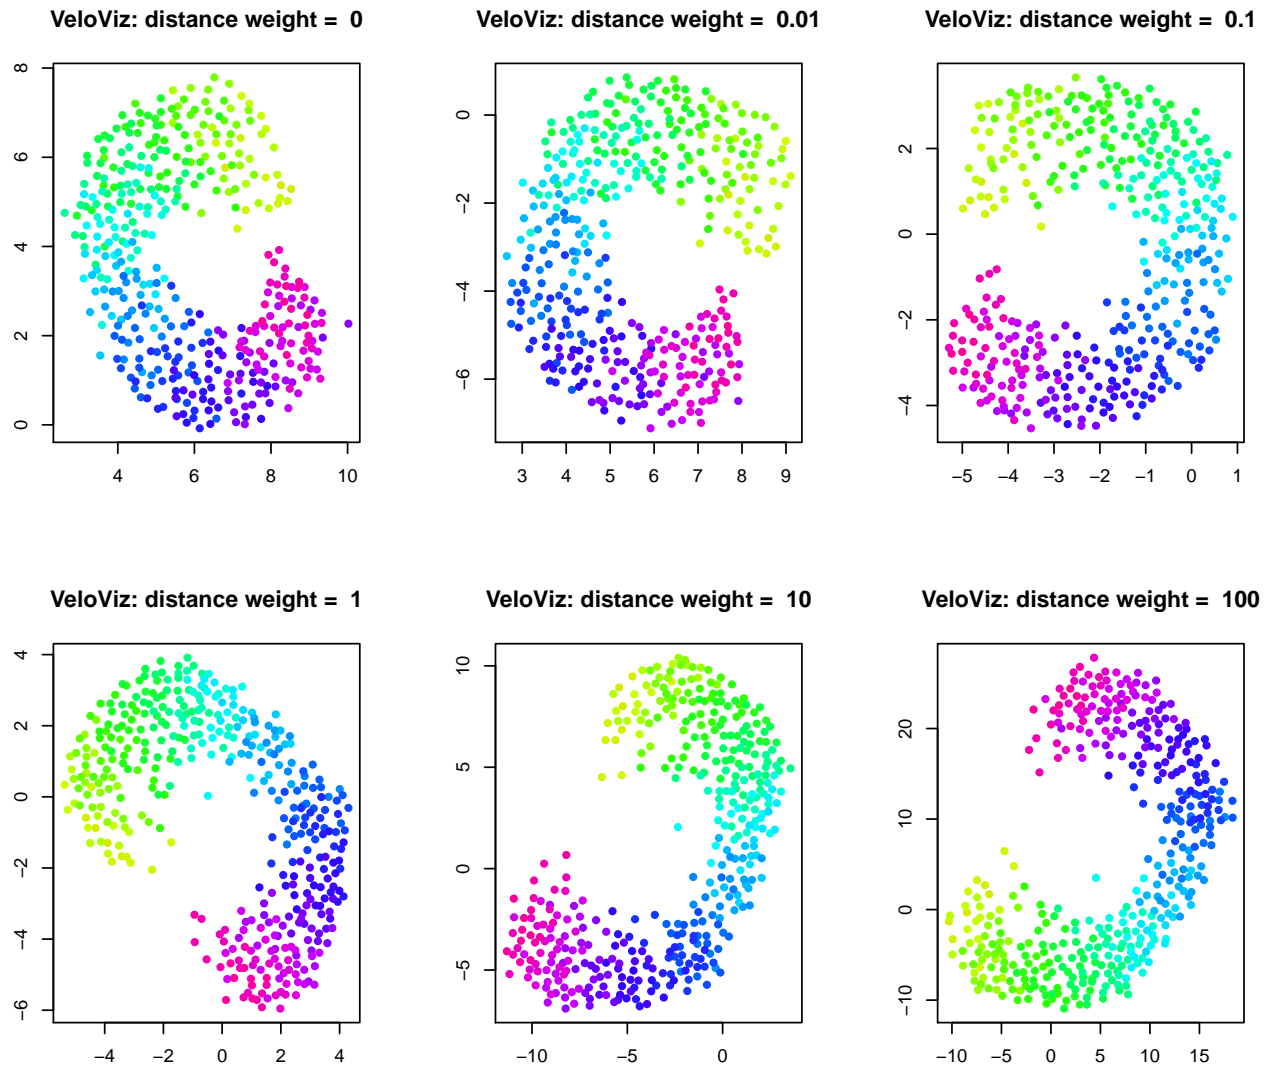 VeloViz: distance weight = 0
VeloViz: distance weight = 0.01
VeloViz: distance weight = 0.1
8
6
4
2
0
4 6 8 10
0
−2
−4
−6
3 4 5 6 7 8 9
2
0
−2
−4
−5 −4 −3 −2 −1 0 1
VeloViz: distance weight = 1
VeloViz: distance weight = 10
VeloViz: distance weight = 100
4
2
0
−2
−4
−6
−4 −2 0 2 4
10
5
0
−5
−10 −5 0
20
10
0
−10
−10 −5 0 5 10 15